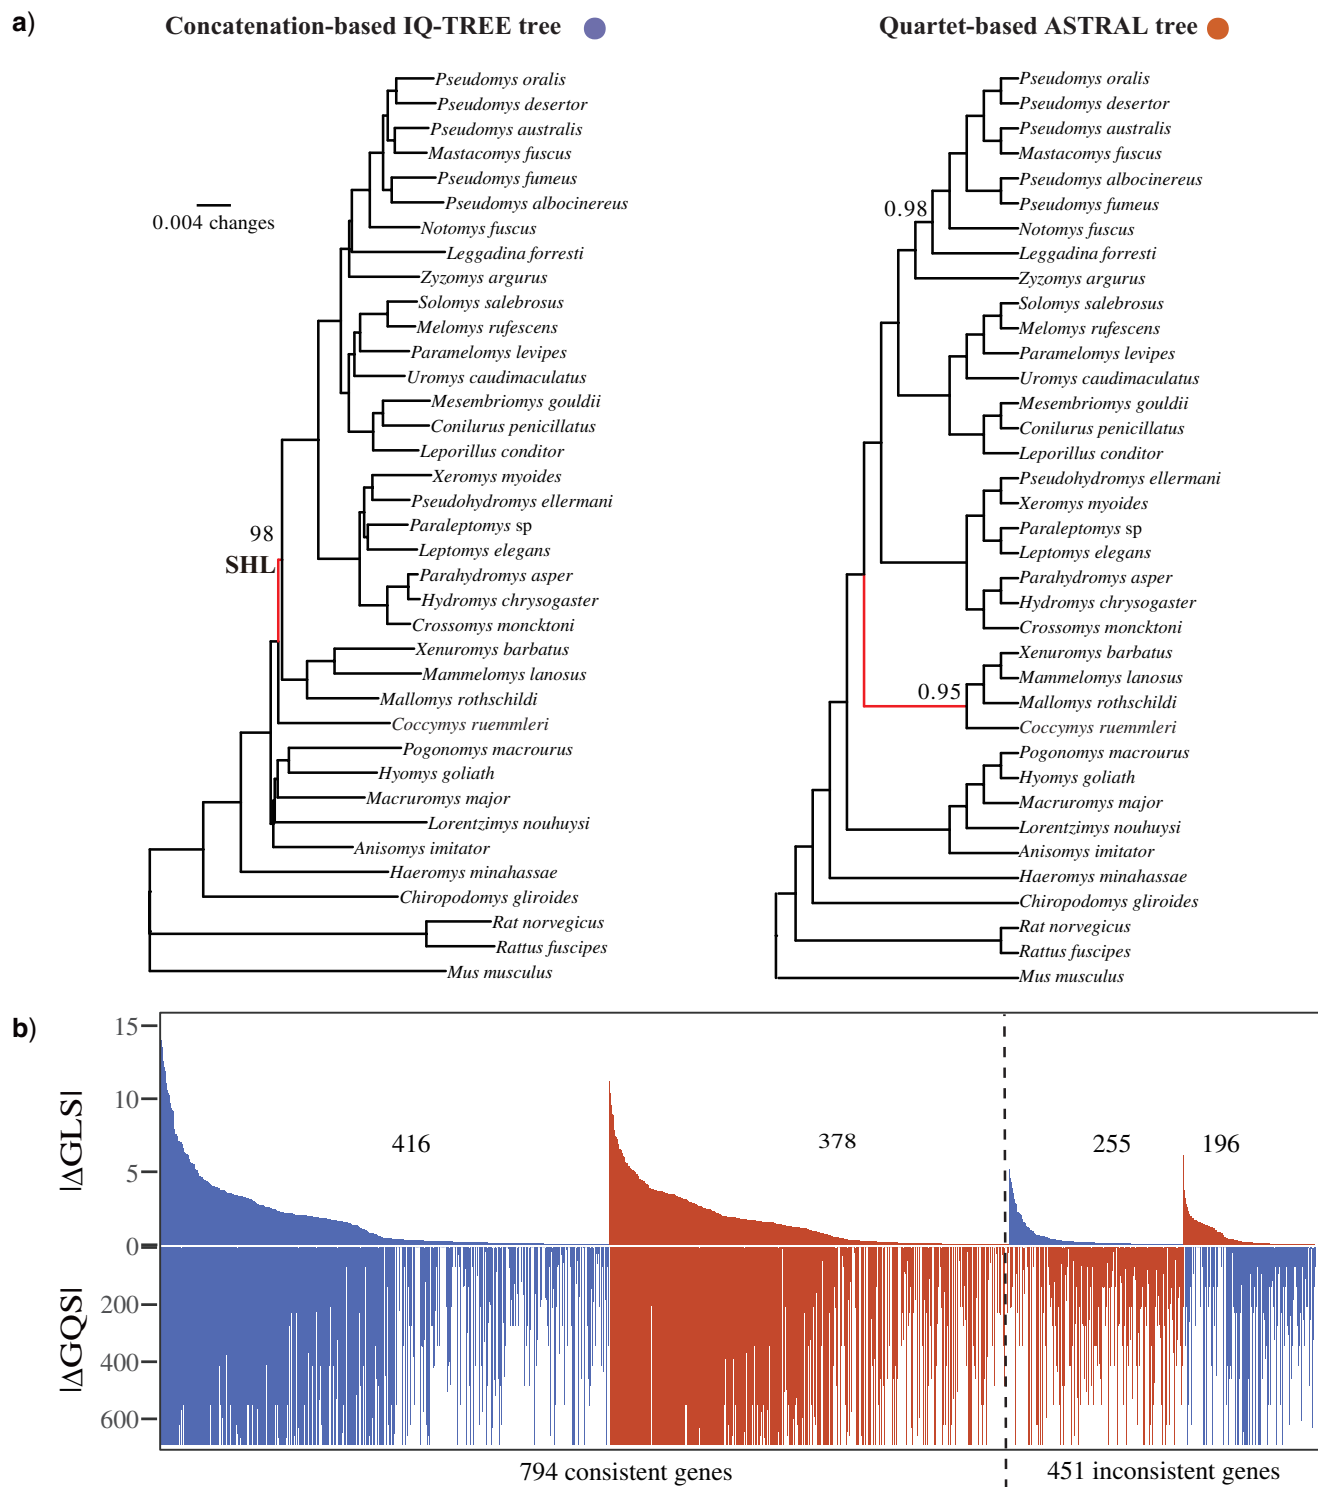 a)
Concatenation-based IQ-TREE tree
Quartet-based ASTRAL tree
Pseudomys oralis
Pseudomys desertor
Pseudomys australis
Mastacomys fuscus
Pseudomys fumeus
Pseudomys albocinereus
Notomys fuscus
Leggadina forresti
Zyzomys argurus
Solomys salebrosus
Melomys rufescens
Paramelomys levipes
Uromys caudimaculatus
Mesembriomys gouldii
Conilurus penicillatus
Leporillus conditor
Xeromys myoides
Pseudohydromys ellermani
Paraleptomys sp
Leptomys elegans
Parahydromys asper
Hydromys chrysogaster
Crossomys moncktoni
Xenuromys barbatus
Mammelomys lanosus
Mallomys rothschildi
Coccymys ruemmleri
Pogonomys macrourus
Hyomys goliath
Macruromys major
Lorentzimys nouhuysi
Anisomys imitator
Haeromys minahassae
Chiropodomys gliroides
Rat norvegicus
Rattus fuscipes
Mus musculus
0.004 changes
98
SHL
Pseudomys oralis
Pseudomys desertor
Pseudomys australis
Mastacomys fuscus
Pseudomys albocinereus
Pseudomys fumeus
Notomys fuscus
Leggadina forresti
Zyzomys argurus
Solomys salebrosus
Melomys rufescens
Paramelomys levipes
Uromys caudimaculatus
Mesembriomys gouldii
Conilurus penicillatus
Leporillus conditor
Pseudohydromys ellermani
Xeromys myoides
Paraleptomys sp
Leptomys elegans
Parahydromys asper
Hydromys chrysogaster
Crossomys moncktoni
Xenuromys barbatus
Mammelomys lanosus
Mallomys rothschildi
Coccymys ruemmleri
Pogonomys macrourus
Hyomys goliath
Macruromys major
Lorentzimys nouhuysi
Anisomys imitator
Haeromys minahassae
Chiropodomys gliroides
Rat norvegicus
Rattus fuscipes
Mus musculus
0.98
0.95
b)
|ΔGLS|
15
10
5
0
416
378
255
196
|ΔGQS|
200
400
600
794 consistent genes
451 inconsistent genes